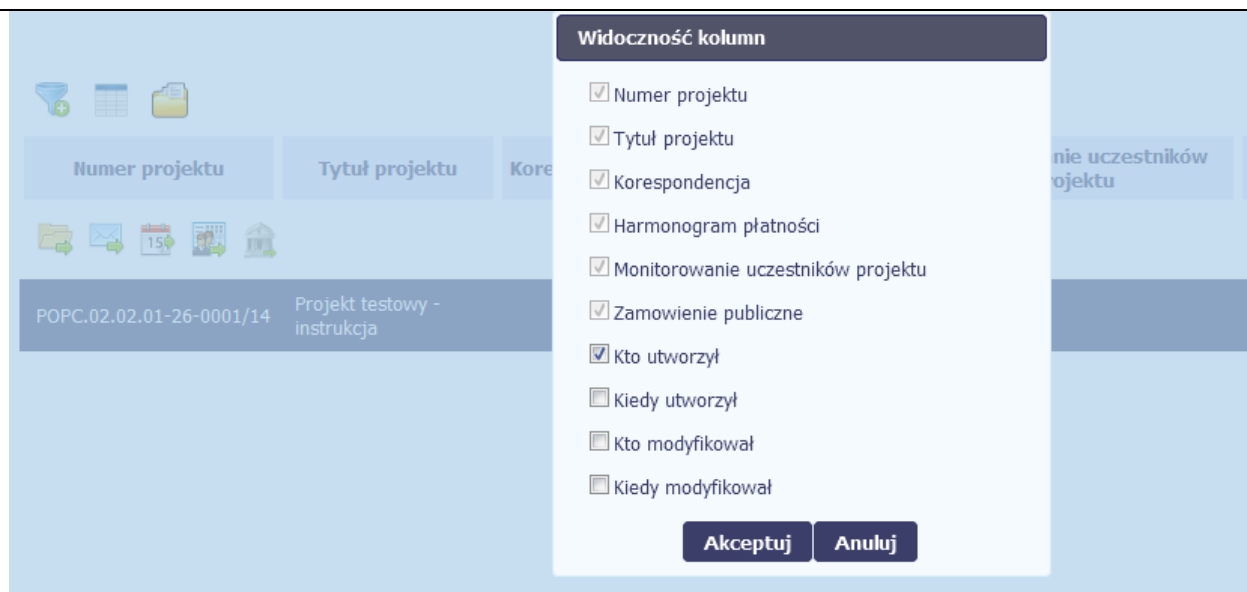 Widoczność kolumn
Numer projektu
Tytuł projektu
Korespondencja
Harmonogram płatności
Monitorowanie uczestników projektu
Zamowienie publiczne
Kto utworzył
Kiedy utworzył
Kto modyfikował
Kiedy modyfikował
Akceptuj Anuluj
Numer projektu Tytuł projektu Kore nie uczestników
ojektu
15
POPC.02.02.01-26-0001/14 Projekt testowy -
instrukcja